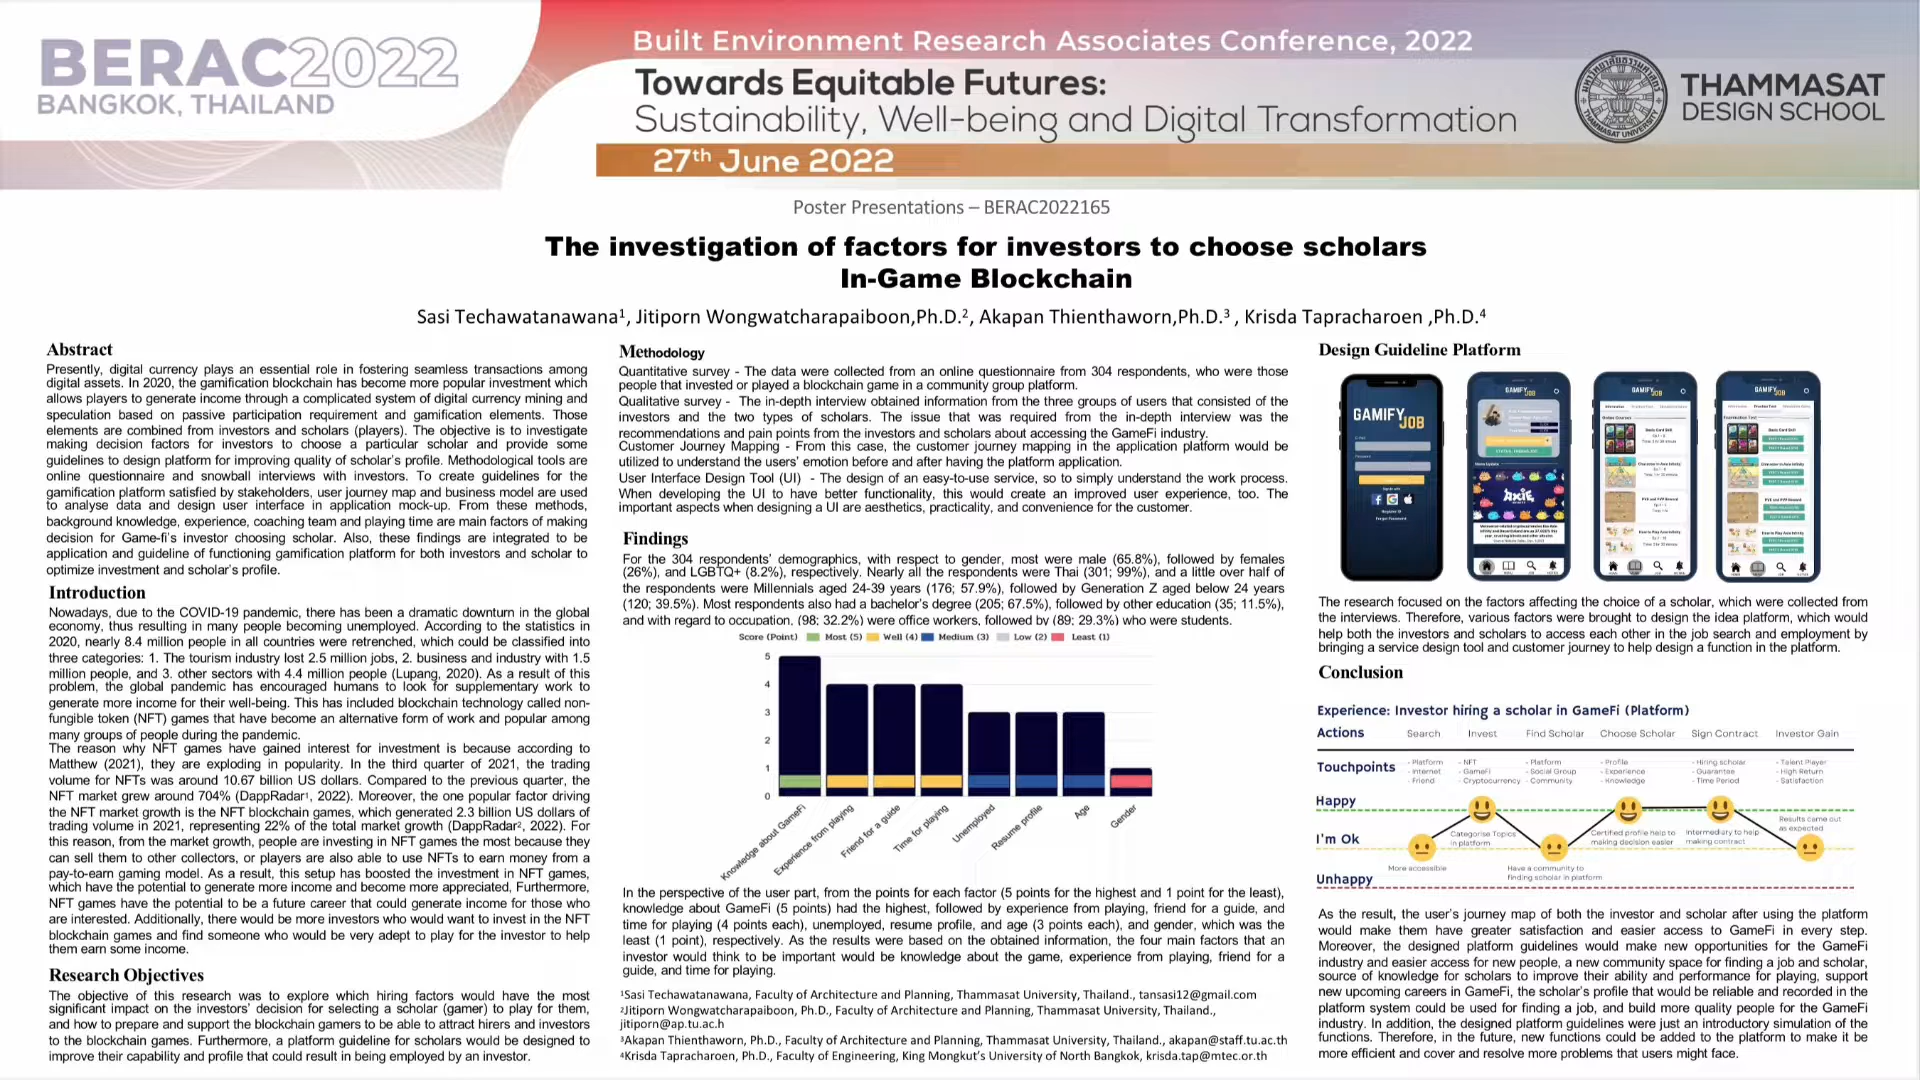 BERAC2022
BANGKOK, THAILAND
Built Environment Research Associates Conference, 2022
Towards Equitable Futures:
Sustainability, Well-being and Digital Transformation
27th June 2022
THAMMASAT
DESIGN SCHOOL
Poster Presentations – BERAC2022165
The investigation of factors for investors to choose scholars
In-Game Blockchain
Sasi Techawatanawana¹, Jitiporn Wongwatcharapaiboon,Ph.D.², Akapan Thienthaworn,Ph.D.³ , Krisda Tapracharoen ,Ph.D.⁴
Abstract
Presently, digital currency plays an essential role in fostering seamless transactions among
digital assets. In 2020, the gamification blockchain has become more popular investment which
allows players to generate income through a complicated system of digital currency mining and
speculation based on passive participation requirement and gamification elements. Those
elements are combined from investors and scholars (players). The objective is to investigate
making decision factors for investors to choose a particular scholar and provide some
guidelines to design platform for improving quality of scholar's profile. Methodological tools are
online questionnaire and snowball interviews with investors. To create guidelines for the
gamification platform satisfied by stakeholders, user journey map and business model are used
to analyse data and design user interface in application mock-up. From these methods,
background knowledge, experience, coaching team and playing time are main factors of making
decision for Game-fi's investor choosing scholar. Also, these findings are integrated to be
application and guideline of functioning gamification platform for both investors and scholar to
optimize investment and scholar's profile.
Introduction
Nowadays, due to the COVID-19 pandemic, there has been a dramatic downturn in the global
economy, thus resulting in many people becoming unemployed. According to the statistics in
2020, nearly 8.4 million people in all countries were retrenched, which could be classified into
three categories: 1. The tourism industry lost 2.5 million jobs, 2. business and industry with 1.5
million people, and 3. other sectors with 4.4 million people (Lupang, 2020). As a result of this
problem, the global pandemic has encouraged humans to look for supplementary work to
generate more income for their well-being. This has included blockchain technology called non-
fungible token (NFT) games that have become an alternative form of work and popular among
many groups of people during the pandemic.
The reason why NFT games have gained interest for investment is because according to
Matthew (2021), they are exploding in popularity. In the third quarter of 2021, the trading
volume for NFTs was around 10.67 billion US dollars. Compared to the previous quarter, the
NFT market grew around 704% (DappRadar¹, 2022). Moreover, the one popular factor driving
the NFT market growth is the NFT blockchain games, which generated 2.3 billion US dollars of
trading volume in 2021, representing 22% of the total market growth (DappRadar², 2022). For
this reason, from the market growth, people are investing in NFT games the most because they
can sell them to other collectors, or players are also able to use NFTs to earn money from a
pay-to-earn gaming model. As a result, this setup has boosted the investment in NFT games,
which have the potential to generate more income and become more appreciated, Furthermore,
NFT games have the potential to be a future career that could generate income for those who
are interested. Additionally, there would be more investors who would want to invest in the NFT
blockchain games and find someone who would be very adept to play for the investor to help
them earn some income.
Research Objectives
The objective of this research was to explore which hiring factors would have the most
significant impact on the investors' decision for selecting a scholar (gamer) to play for them,
and how to prepare and support the blockchain gamers to be able to attract hirers and investors
to the blockchain games. Furthermore, a platform guideline for scholars would be designed to
improve their capability and profile that could result in being employed by an investor.
Methodology
Quantitative survey - The data were collected from an online questionnaire from 304 respondents, who were those
people that invested or played a blockchain game in a community group platform.
Qualitative survey - The in-depth interview obtained information from the three groups of users that consisted of the
investors and the two types of scholars. The issue that was required from the in-depth interview was the
recommendations and pain points from the investors and scholars about accessing the GameFi industry.
Customer Journey Mapping - From this case, the customer journey mapping in the application platform would be
utilized to understand the users' emotion before and after having the platform application.
User Interface Design Tool (UI) - The design of an easy-to-use service, so to simply understand the work process.
When developing the UI to have better functionality, this would create an improved user experience, too. The
important aspects when designing a UI are aesthetics, practicality, and convenience for the customer.
Findings
For the 304 respondents' demographics, with respect to gender, most were male (65.8%), followed by females
(26%), and LGBTQ+ (8.2%), respectively. Nearly all the respondents were Thai (301; 99%), and a little over half of
the respondents were Millennials aged 24-39 years (176; 57.9%), followed by Generation Z aged below 24 years
(120; 39.5%). Most respondents also had a bachelor's degree (205; 67.5%), followed by other education (35; 11.5%),
and with regard to occupation, (98; 32.2%) were office workers, followed by (89; 29.3%) who were students.
Score (Point) Most (5) Well (4) Medium (3) Low (2) Least (1)
5
4
3
2
1
0
Knowledge about GameFi
Experience from playing
Friend for a guide
Time for playing
Unemployed
Resume profile
Age
Gender
In the perspective of the user part, from the points for each factor (5 points for the highest and 1 point for the least),
knowledge about GameFi (5 points) had the highest, followed by experience from playing, friend for a guide, and
time for playing (4 points each), unemployed, resume profile, and age (3 points each), and gender, which was the
least (1 point), respectively. As the results were based on the obtained information, the four main factors that an
investor would think to be important would be knowledge about the game, experience from playing, friend for a
guide, and time for playing.
¹Sasi Techawatanawana, Faculty of Architecture and Planning, Thammasat University, Thailand., tansasi12@gmail.com
²Jitiporn Wongwatcharapaiboon, Ph.D., Faculty of Architecture and Planning, Thammasat University, Thailand.,
jitiporn@ap.tu.ac.h
³Akapan Thienthaworn, Ph.D., Faculty of Architecture and Planning, Thammasat University, Thailand., akapan@staff.tu.ac.th
⁴Krisda Tapracharoen, Ph.D., Faculty of Engineering, King Mongkut's University of North Bangkok, krisda.tap@mtec.or.th
Design Guideline Platform
GAMIFY
JOB
GAMIFY
JOB
AXIE
GAMIFY
JOB
GAMIFY
JOB
The research focused on the factors affecting the choice of a scholar, which were collected from
the interviews. Therefore, various factors were brought to design the idea platform, which would
help both the investors and scholars to access each other in the job search and employment by
bringing a service design tool and customer journey to help design a function in the platform.
Conclusion
Experience: Investor hiring a scholar in GameFi (Platform)
Actions Search Invest Find Scholar Choose Scholar Sign Contract Investor Gain
Touchpoints
- Platform - NFT - Platform - Profile - Hiring scholar - Talent Player
- Internet - GameFi - Social Group - Experience - Guarantee - High Return
- Friend - Cryptocurrency - Community - Knowledge - Time Period - Satisfaction
Happy
I'm Ok
Unhappy
More accessible
Categorise Topics
in platform
Have a community to
finding scholar in platform
Certified profile help to
making decision easier
Intermediary to help
making contract
Results came out
as expected
As the result, the user's journey map of both the investor and scholar after using the platform
would make them have greater satisfaction and easier access to GameFi in every step.
Moreover, the designed platform guidelines would make new opportunities for the GameFi
industry and easier access for new people, a new community space for finding a job and scholar,
source of knowledge for scholars to improve their ability and performance for playing, support
new upcoming careers in GameFi, the scholar's profile that would be reliable and recorded in the
platform system could be used for finding a job, and build more quality people for the GameFi
industry. In addition, the designed platform guidelines were just an introductory simulation of the
functions. Therefore, in the future, new functions could be added to the platform to make it be
more efficient and cover and resolve more problems that users might face.